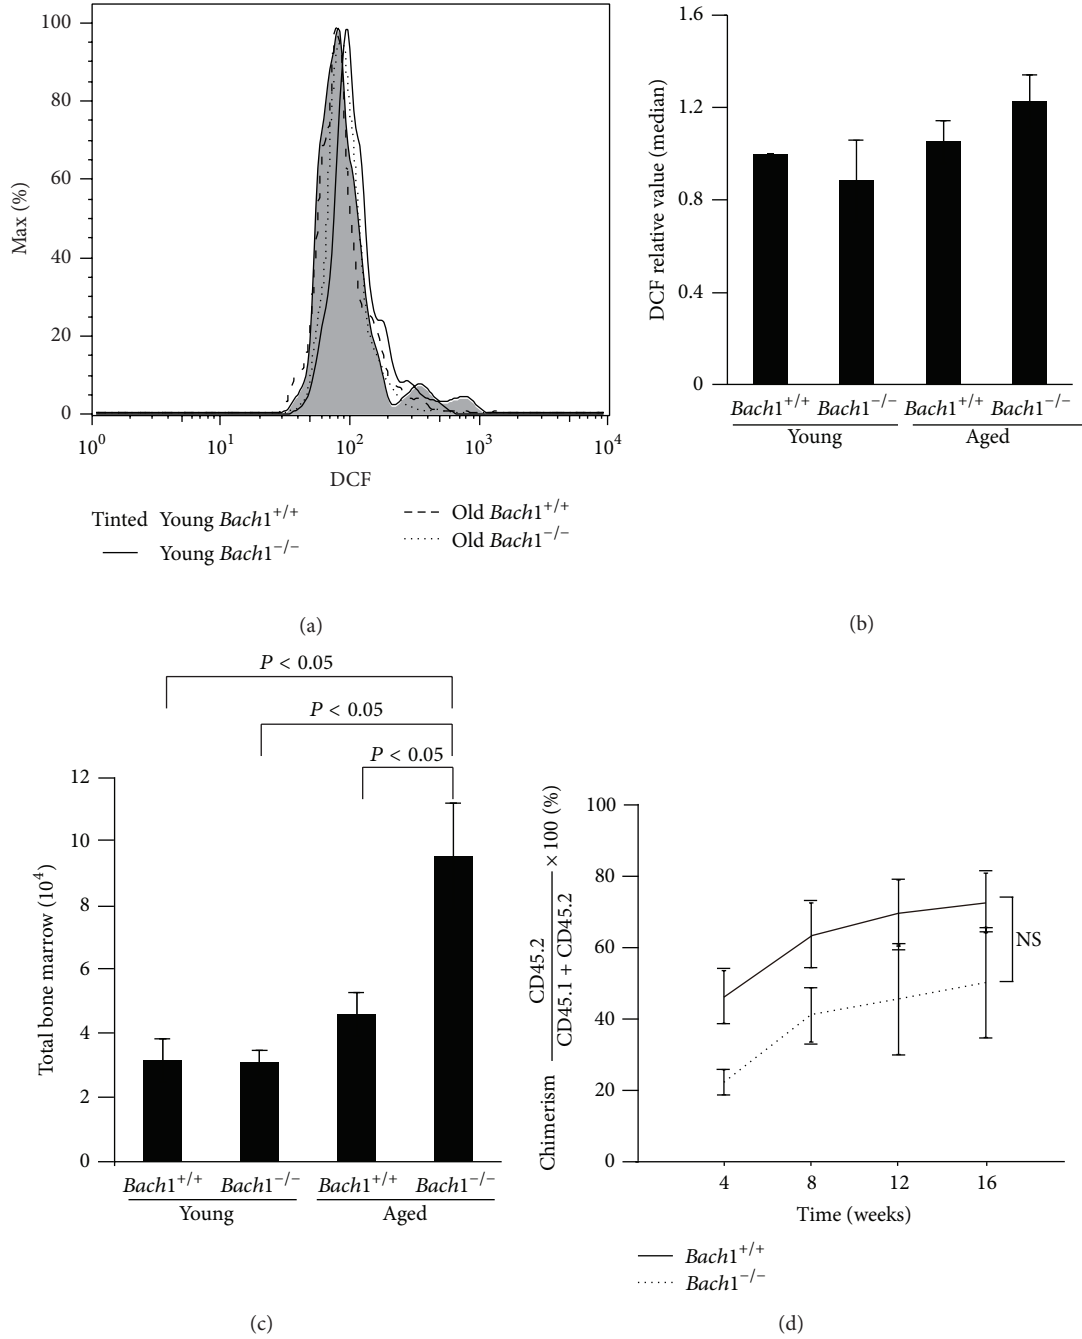 100
80
60
40
20
0
Max (%)
10^0
10^1
10^2
10^3
10^4
DCF
Tinted Young Bach1^+/+
Young Bach1^−/−
Old Bach1^+/+
Old Bach1^−/−
(a)
1.6
1.2
0.8
0.4
0
DCF relative value (median)
Bach1^+/+ Bach1^−/− Bach1^+/+ Bach1^−/−
Young Aged
(b)
P < 0.05
P < 0.05
P < 0.05
12
10
8
6
4
2
0
Total bone marrow (10^4)
Bach1^+/+ Bach1^−/− Bach1^+/+ Bach1^−/−
Young Aged
(c)
100
80
60
40
20
0
Chimerism
CD45.2
CD45.1 + CD45.2
× 100 (%)
NS
4 8 12 16
Time (weeks)
Bach1^+/+
Bach1^−/−
(d)